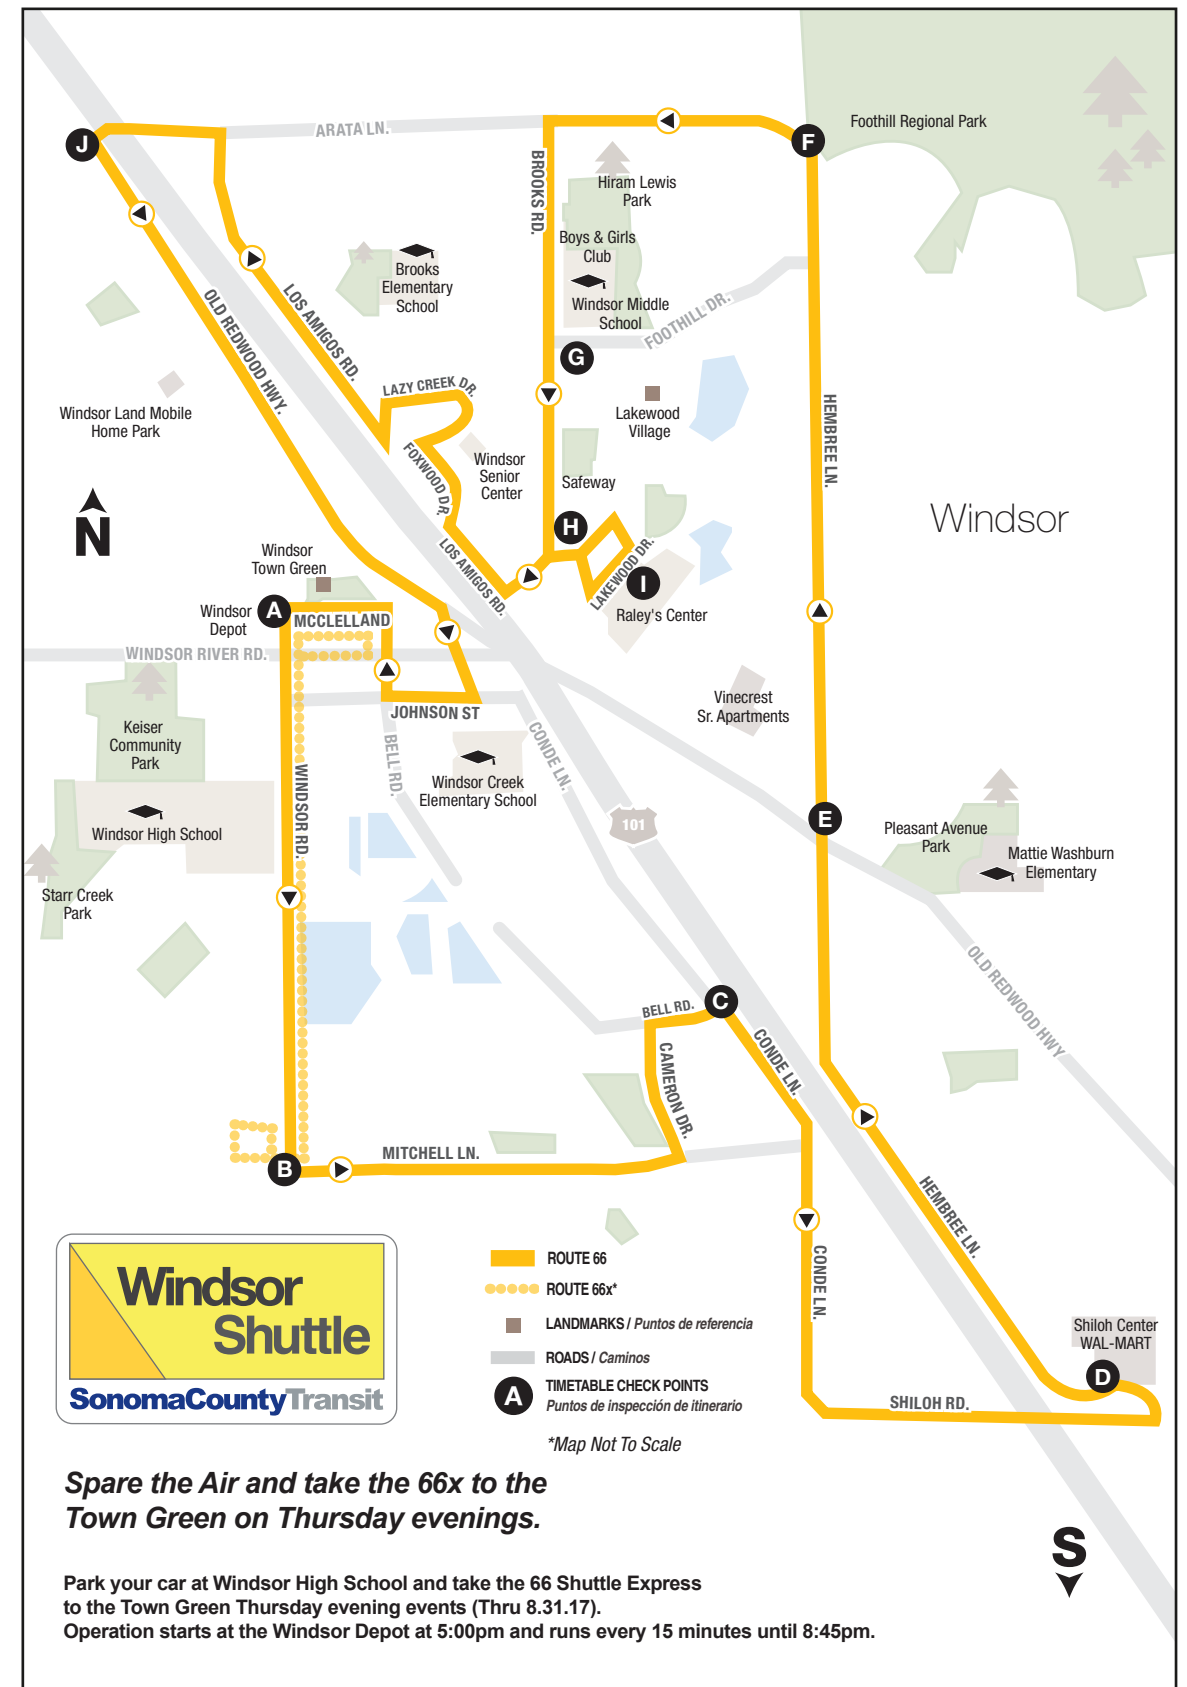 Foothill Regional Park
ARATA LN.
J
F
BROOKS RD.
Hiram Lewis
Park
Boys & Girls
Club
Brooks
Elementary
School
Windsor Middle
School
OLD REDWOOD HWY.
LOS AMIGOS RD.
FOOTHILL DR.
G
LAZY CREEK DR.
HEMBREE LN.
Windsor Land Mobile
Home Park
Lakewood
Village
FOXWOOD DR.
Windsor
Senior
Center
Safeway
Windsor
N
H
LOS AMIGOS RD.
LAKEWOOD DR.
I
Raley's Center
Windsor
Town Green
Windsor
Depot
A
MCCLELLAND
WINDSOR RIVER RD.
JOHNSON ST
Vinecrest
Sr. Apartments
Keiser
Community
Park
BELL RD.
CONDE LN.
WINDSOR RD.
Windsor Creek
Elementary School
101
E
Windsor High School
Pleasant Avenue
Park
Mattie Washburn
Elementary
Starr Creek
Park
OLD REDWOOD HWY
BELL RD.
C
CONDE LN.
CAMERON DR.
B
MITCHELL LN.
HEMBREE LN.
CONDE LN.
Shiloh Center
WAL-MART
D
SHILOH RD.
Windsor
Shuttle
SonomaCountyTransit
ROUTE 66
ROUTE 66x*
LANDMARKS / Puntos de referencia
ROADS / Caminos
A
TIMETABLE CHECK POINTS
Puntos de inspección de itinerario
*Map Not To Scale
S
Spare the Air and take the 66x to the
Town Green on Thursday evenings.
Park your car at Windsor High School and take the 66 Shuttle Express
to the Town Green Thursday evening events (Thru 8.31.17).
Operation starts at the Windsor Depot at 5:00pm and runs every 15 minutes until 8:45pm.